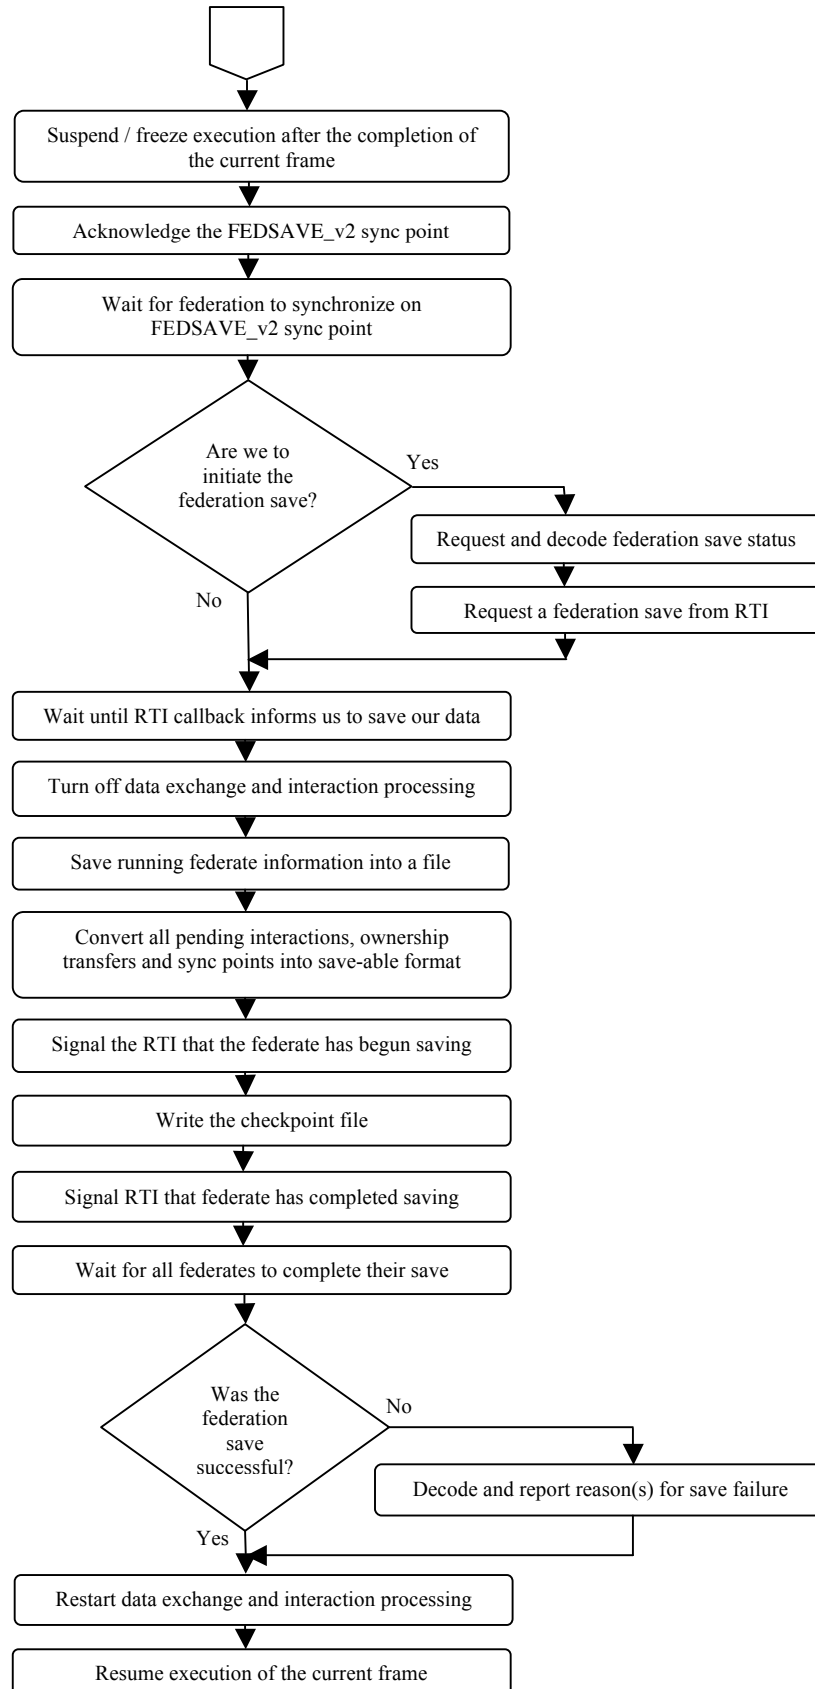 Suspend / freeze execution after the completion of
the current frame
Acknowledge the FEDSAVE_v2 sync point
Wait for federation to synchronize on
FEDSAVE_v2 sync point
Are we to
initiate the
federation save?
Yes
Request and decode federation save status
No
Request a federation save from RTI
Wait until RTI callback informs us to save our data
Turn off data exchange and interaction processing
Save running federate information into a file
Convert all pending interactions, ownership
transfers and sync points into save-able format
Signal the RTI that the federate has begun saving
Write the checkpoint file
Signal RTI that federate has completed saving
Wait for all federates to complete their save
Was the
federation
save
successful?
No
Decode and report reason(s) for save failure
Yes
Restart data exchange and interaction processing
Resume execution of the current frame